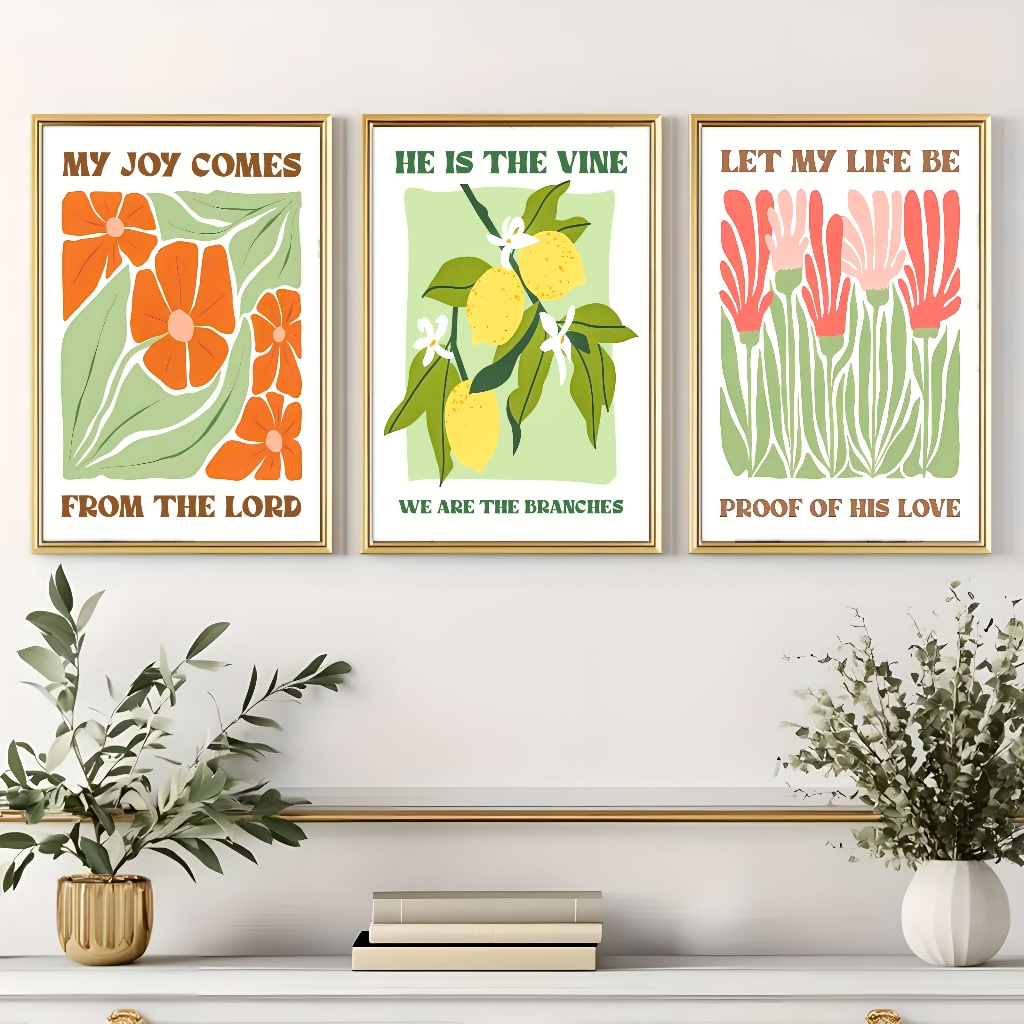 MY JOY COMES
FROM THE LORD
HE IS THE VINE
WE ARE THE BRANCHES
LET MY LIFE BE
PROOF OF HIS LOVE